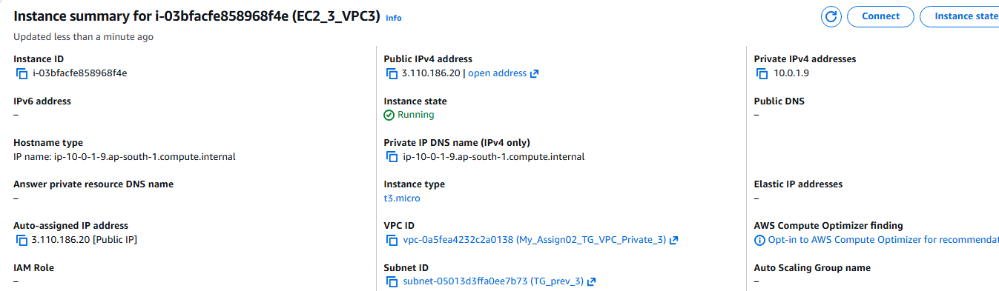 Instance summary for i-03bfacfe858968f4e (EC2_3_VPC3) Info
Connect
Instance state
Updated less than a minute ago
Instance ID
i-03bfacfe858968f4e
Public IPv4 address
3.110.186.20 | open address
Private IPv4 addresses
10.0.1.9
IPv6 address
–
Instance state
Running
Public DNS
–
Hostname type
IP name: ip-10-0-1-9.ap-south-1.compute.internal
Private IP DNS name (IPv4 only)
ip-10-0-1-9.ap-south-1.compute.internal
Answer private resource DNS name
–
Instance type
t3.micro
Elastic IP addresses
–
Auto-assigned IP address
3.110.186.20 [Public IP]
VPC ID
vpc-0a5fea4232c2a0138 (My_Assign02_TG_VPC_Private_3)
AWS Compute Optimizer finding
Opt-in to AWS Compute Optimizer for recommendat
IAM Role
–
Subnet ID
subnet-05013d3ffa0ee7b73 (TG_prev_3)
Auto Scaling Group name
–